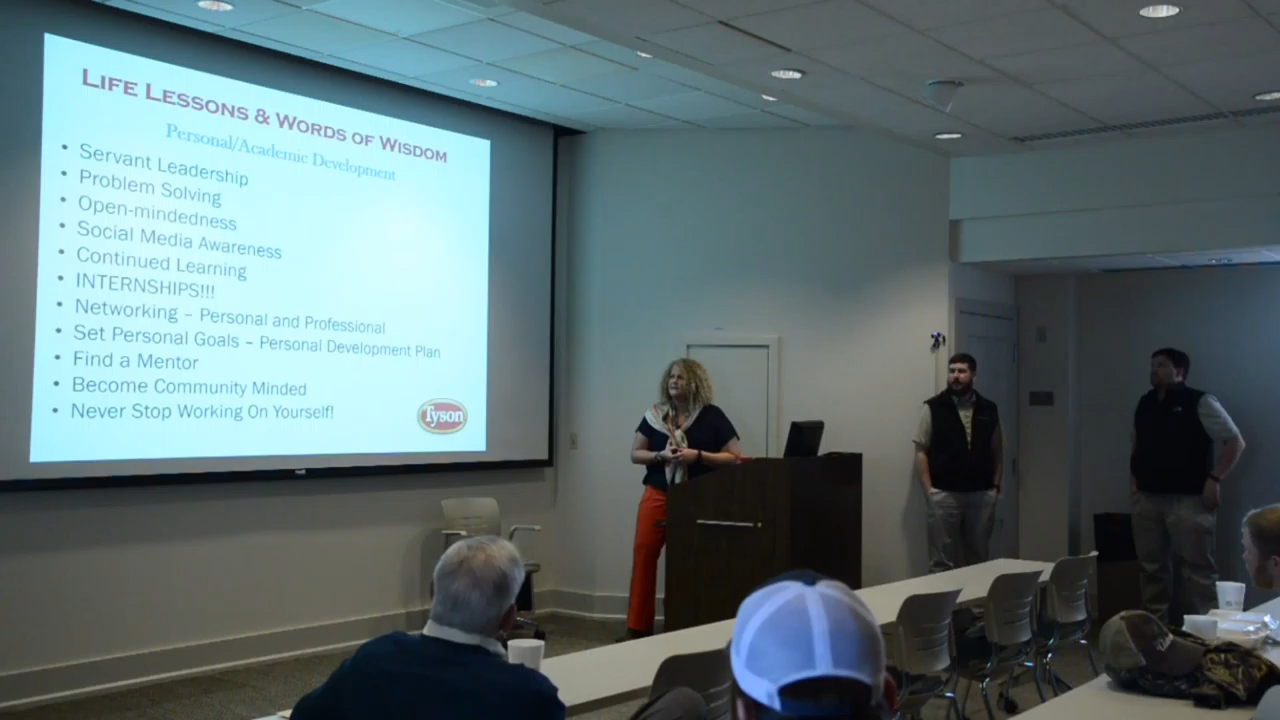 LIFE LESSONS & WORDS OF WISDOM
Personal/Academic Development
• Servant Leadership
• Problem Solving
• Open-mindedness
• Social Media Awareness
• Continued Learning
• INTERNSHIPS!!!
• Networking – Personal and Professional
• Set Personal Goals – Personal Development Plan
• Find a Mentor
• Become Community Minded
• Never Stop Working On Yourself!
Tyson